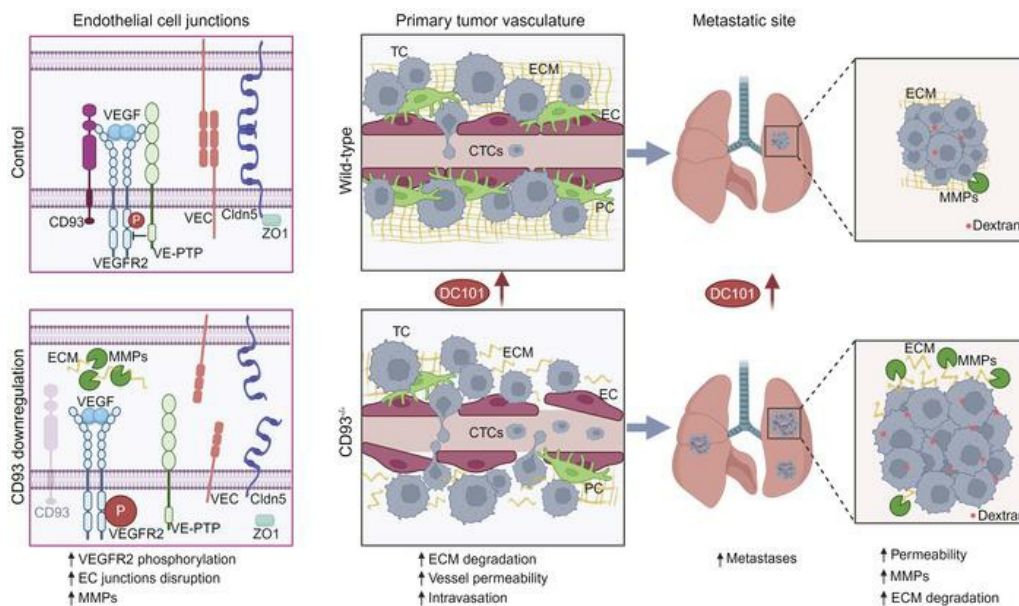 Endothelial cell junctions
Primary tumor vasculature
Metastatic site
Control
VEGF
CD93
P
VEGFR2
VE-PTP
VEC
Cldn5
ZO1
Wild-type
TC
ECM
EC
CTCs
PC
ECM
MMPs
Dextran
DC101
DC101
CD93 downregulation
ECM
MMPs
VEGF
CD93
P
VEGFR2
VE-PTP
VEC
Cldn5
ZO1
CD93-/-
TC
ECM
EC
CTCs
PC
ECM
MMPs
Dextran
VEGFR2 phosphorylation
EC junctions disruption
MMPs
ECM degradation
Vessel permeability
Intravasation
Metastases
Permeability
MMPs
ECM degradation